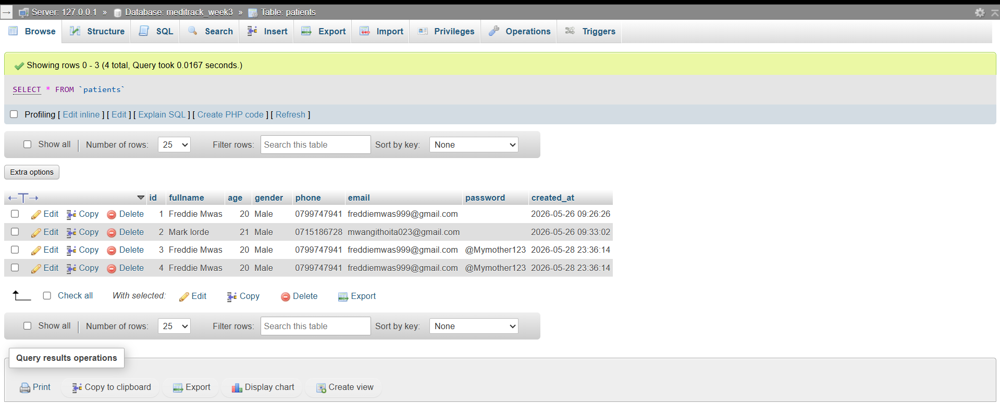 Server: 127.0.0.1 » Database: meditrack_week3 » Table: patients
Browse Structure SQL Search Insert Export Import Privileges Operations Triggers
Showing rows 0 - 3 (4 total, Query took 0.0167 seconds.)
SELECT * FROM `patients`
Profiling [ Edit inline ] [ Edit ] [ Explain SQL ] [ Create PHP code ] [ Refresh ]
Show all Number of rows: 25 Filter rows: Search this table Sort by key: None
Extra options
id fullname age gender phone email password created_at
Edit Copy Delete 1 Freddie Mwas 20 Male 0799747941 freddiemwas999@gmail.com 2026-05-26 09:26:26
Edit Copy Delete 2 Mark lorde 21 Male 0715186728 mwangithoita023@gmail.com 2026-05-26 09:33:02
Edit Copy Delete 3 Freddie Mwas 20 Male 0799747941 freddiemwas999@gmail.com @Mymother123 2026-05-28 23:36:14
Edit Copy Delete 4 Freddie Mwas 20 Male 0799747941 freddiemwas999@gmail.com @Mymother123 2026-05-28 23:36:14
Check all With selected: Edit Copy Delete Export
Show all Number of rows: 25 Filter rows: Search this table Sort by key: None
Query results operations
Print Copy to clipboard Export Display chart Create view